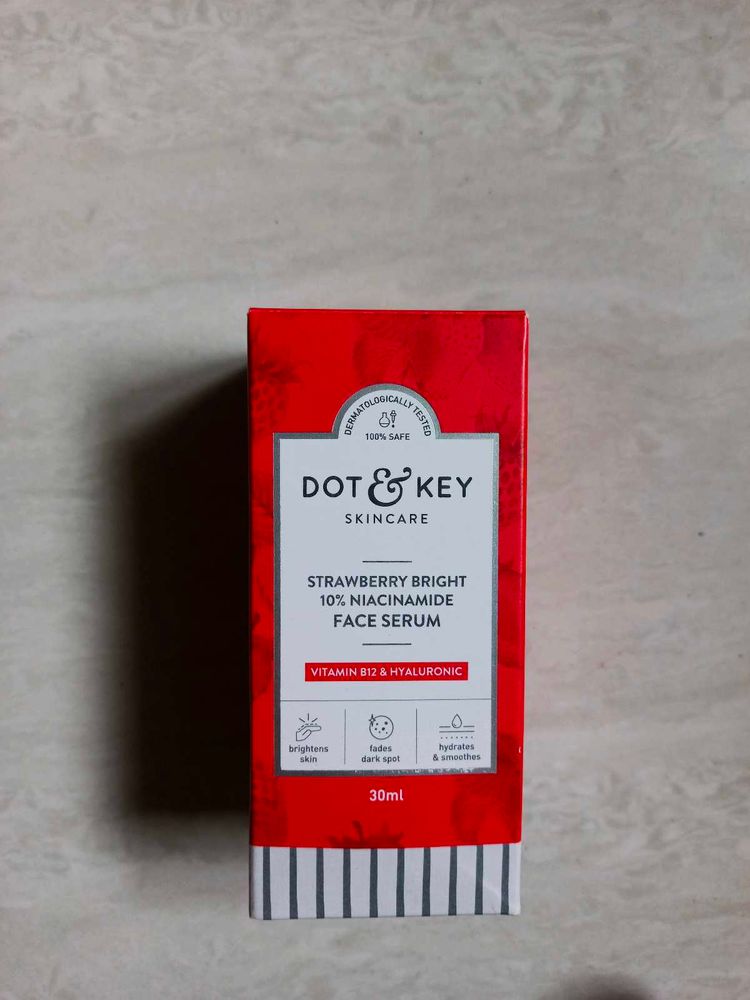 DERMATOLOGICALLY TESTED
100% SAFE
DOT & KEY
SKINCARE
STRAWBERRY BRIGHT
10% NIACINAMIDE
FACE SERUM
VITAMIN B12 & HYALURONIC
brightens
skin
fades
dark spot
hydrates
& smoothes
30ml